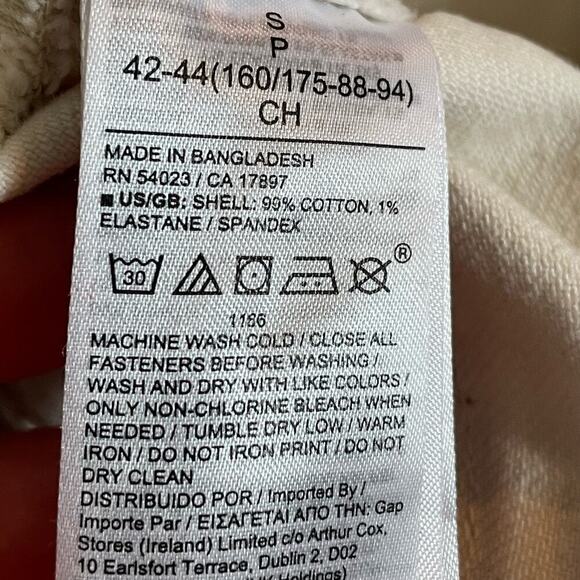 S
P
42-44(160/175-88-94)
CH
MADE IN BANGLADESH
RN 54023 / CA 17897
■ US/GB: SHELL: 99% COTTON, 1%
ELASTANE / SPANDEX
30
®
1186
MACHINE WASH COLD / CLOSE ALL
FASTENERS BEFORE WASHING /
WASH AND DRY WITH LIKE COLORS /
ONLY NON-CHLORINE BLEACH WHEN
NEEDED / TUMBLE DRY LOW / WARM
IRON / DO NOT IRON PRINT / DO NOT
DRY CLEAN
DISTRIBUIDO POR / Imported By /
Importe Par / ΕΙΣΑΓΕΤΑΙ ΑΠΟ ΤΗΝ: Gap
Stores (Ireland) Limited c/o Arthur Cox,
10 Earlsfort Terrace, Dublin 2, D02
Holdings)